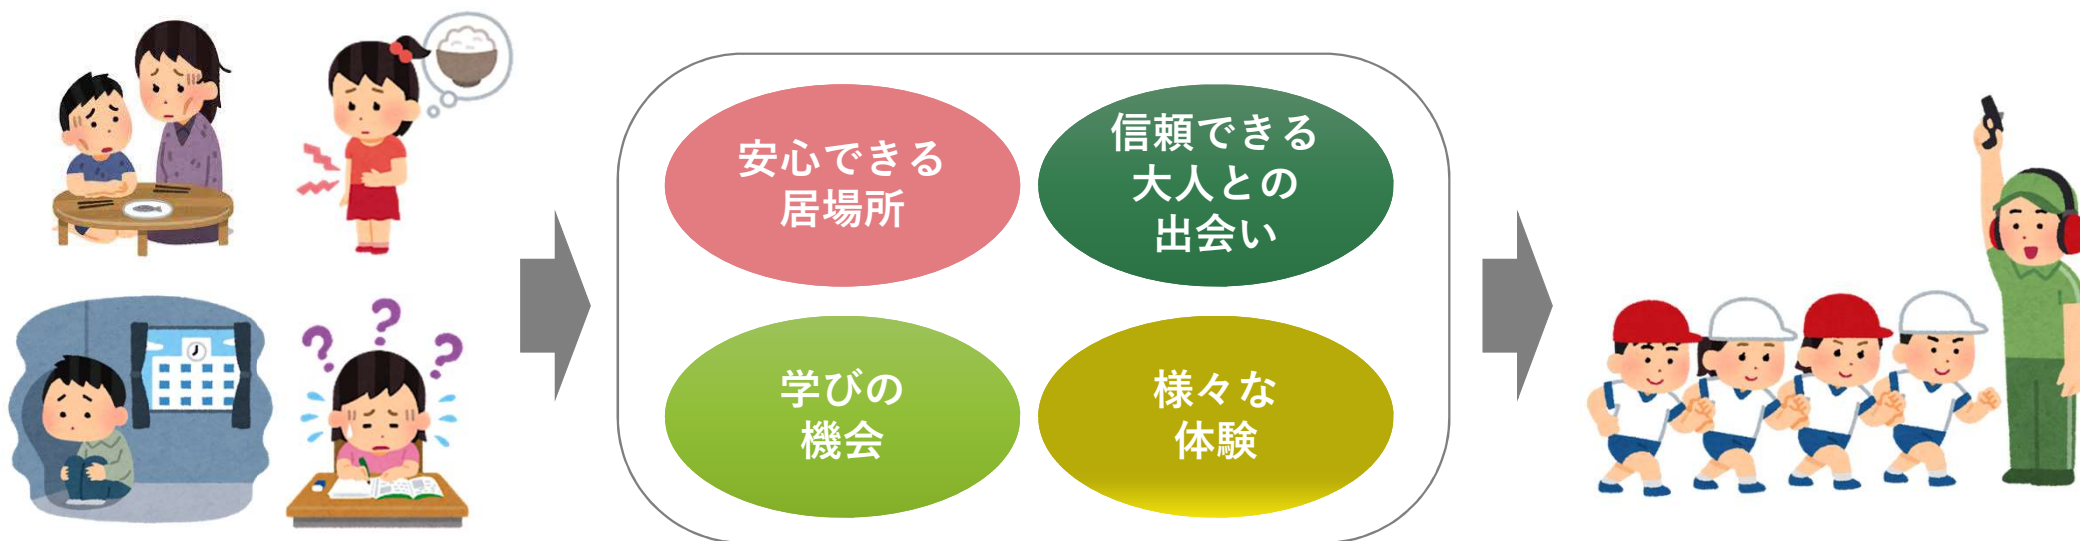 安心できる
居場所
信頼できる
大人との
出会い
学びの
機会
様々な
体験